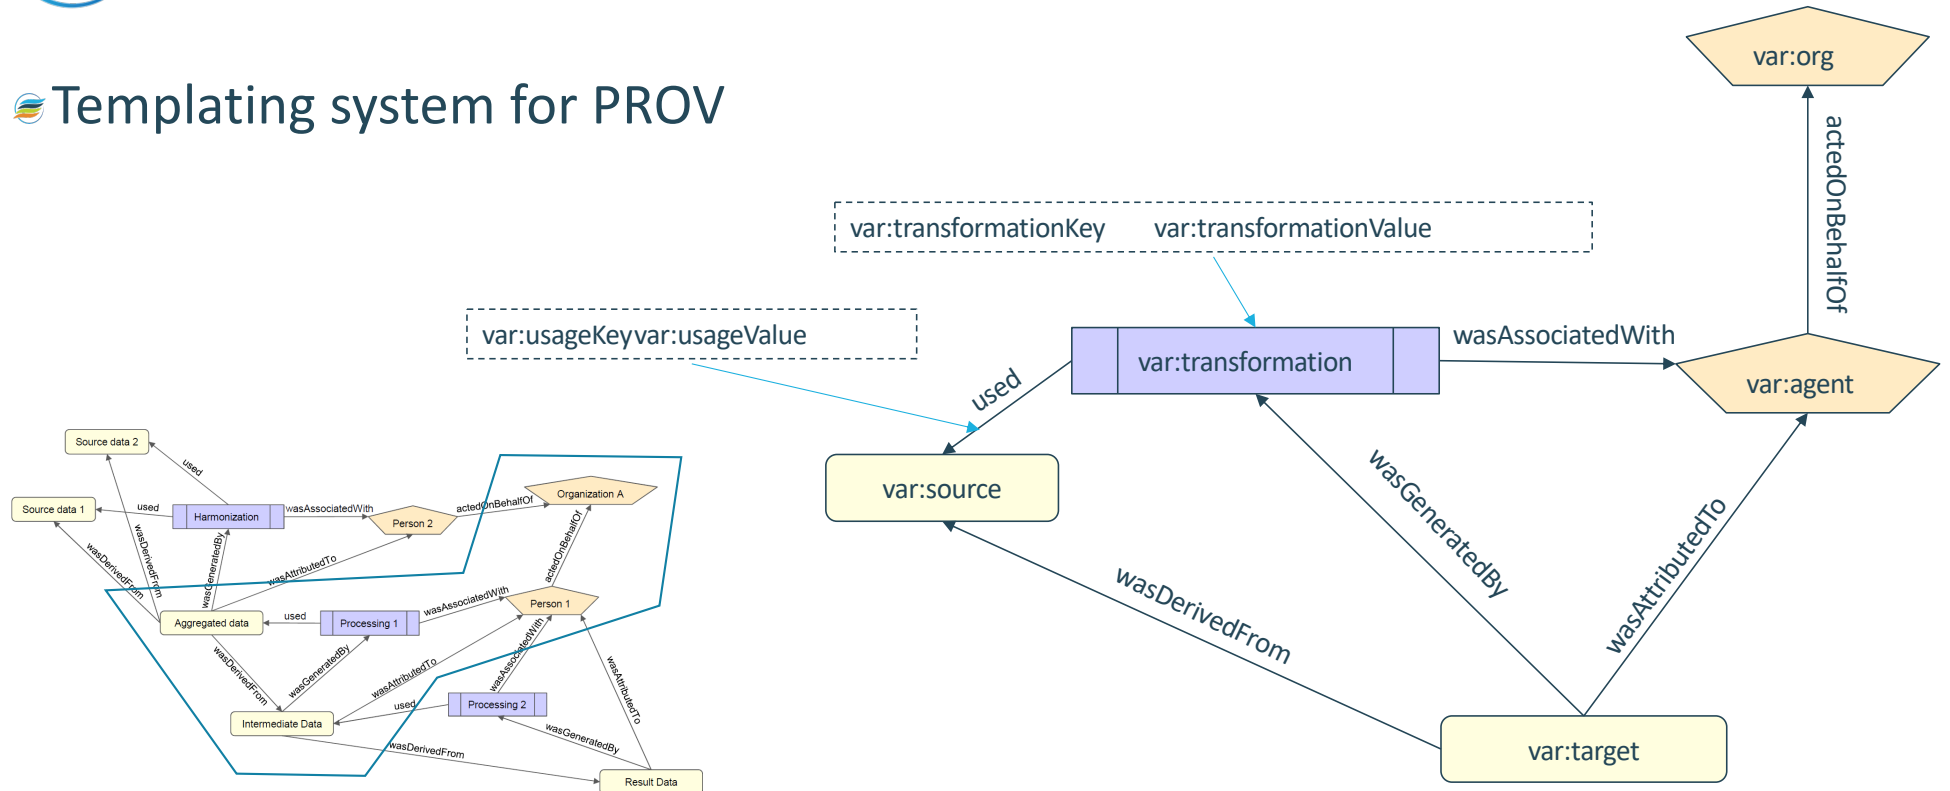 Templating system for PROV
var:org
actedOnBehalfOf
var:transformationKey var:transformationValue
var:usageKeyvar:usageValue
var:transformation
wasAssociatedWith
var:agent
used
var:source
wasGeneratedBy
wasAttributedTo
wasDerivedFrom
var:target
Source data 2
used
Organization A
actedOnBehalfOf
Source data 1
used
Harmonization
wasAssociatedWith
Person 2
actedOnBehalfOf
wasDerivedFrom
wasDerivedFrom
wasGeneratedBy
wasAttributedTo
wasAssociatedWith
Person 1
Aggregated data
used
Processing 1
wasDerivedFrom
wasGeneratedBy
wasAttributedTo
wasAssociatedWith
wasAttributedTo
Intermediate Data
used
Processing 2
wasGeneratedBy
wasDerivedFrom
Result Data